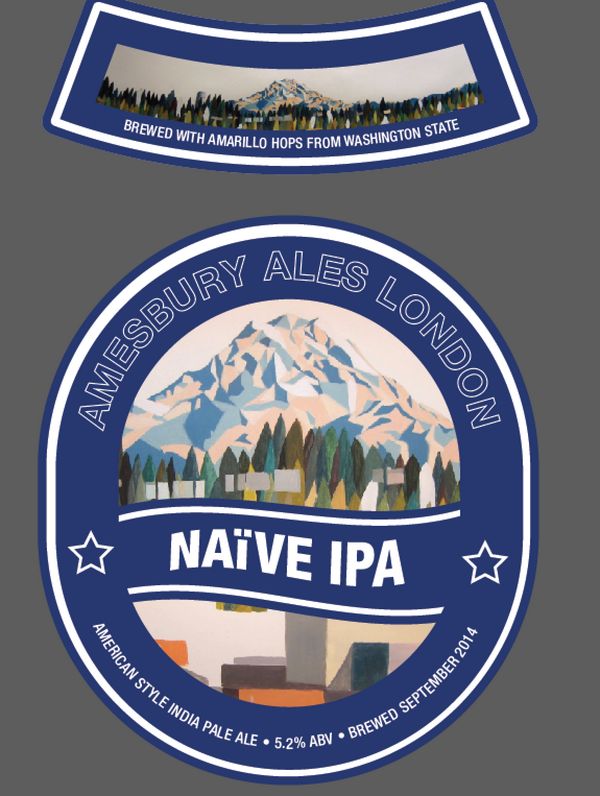 BREWED WITH AMARILLO HOPS FROM WASHINGTON STATE
AMESBURY ALES LONDON
NAïVE IPA
AMERICAN STYLE INDIA PALE ALE • 5.2% ABV • BREWED SEPTEMBER 2014